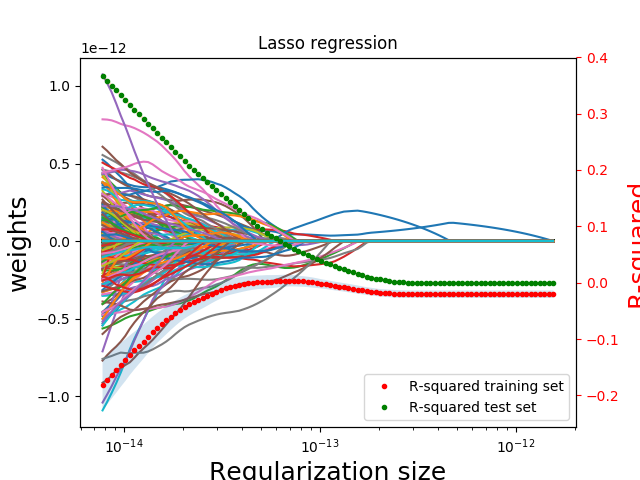 Lasso regression
1e−12
1.0
0.5
0.0
−0.5
−1.0
weights
0.4
0.3
0.2
0.1
0.0
−0.1
−0.2
R-squared
R-squared training set
R-squared test set
10⁻¹⁴
10⁻¹³
10⁻¹²
Regularization size